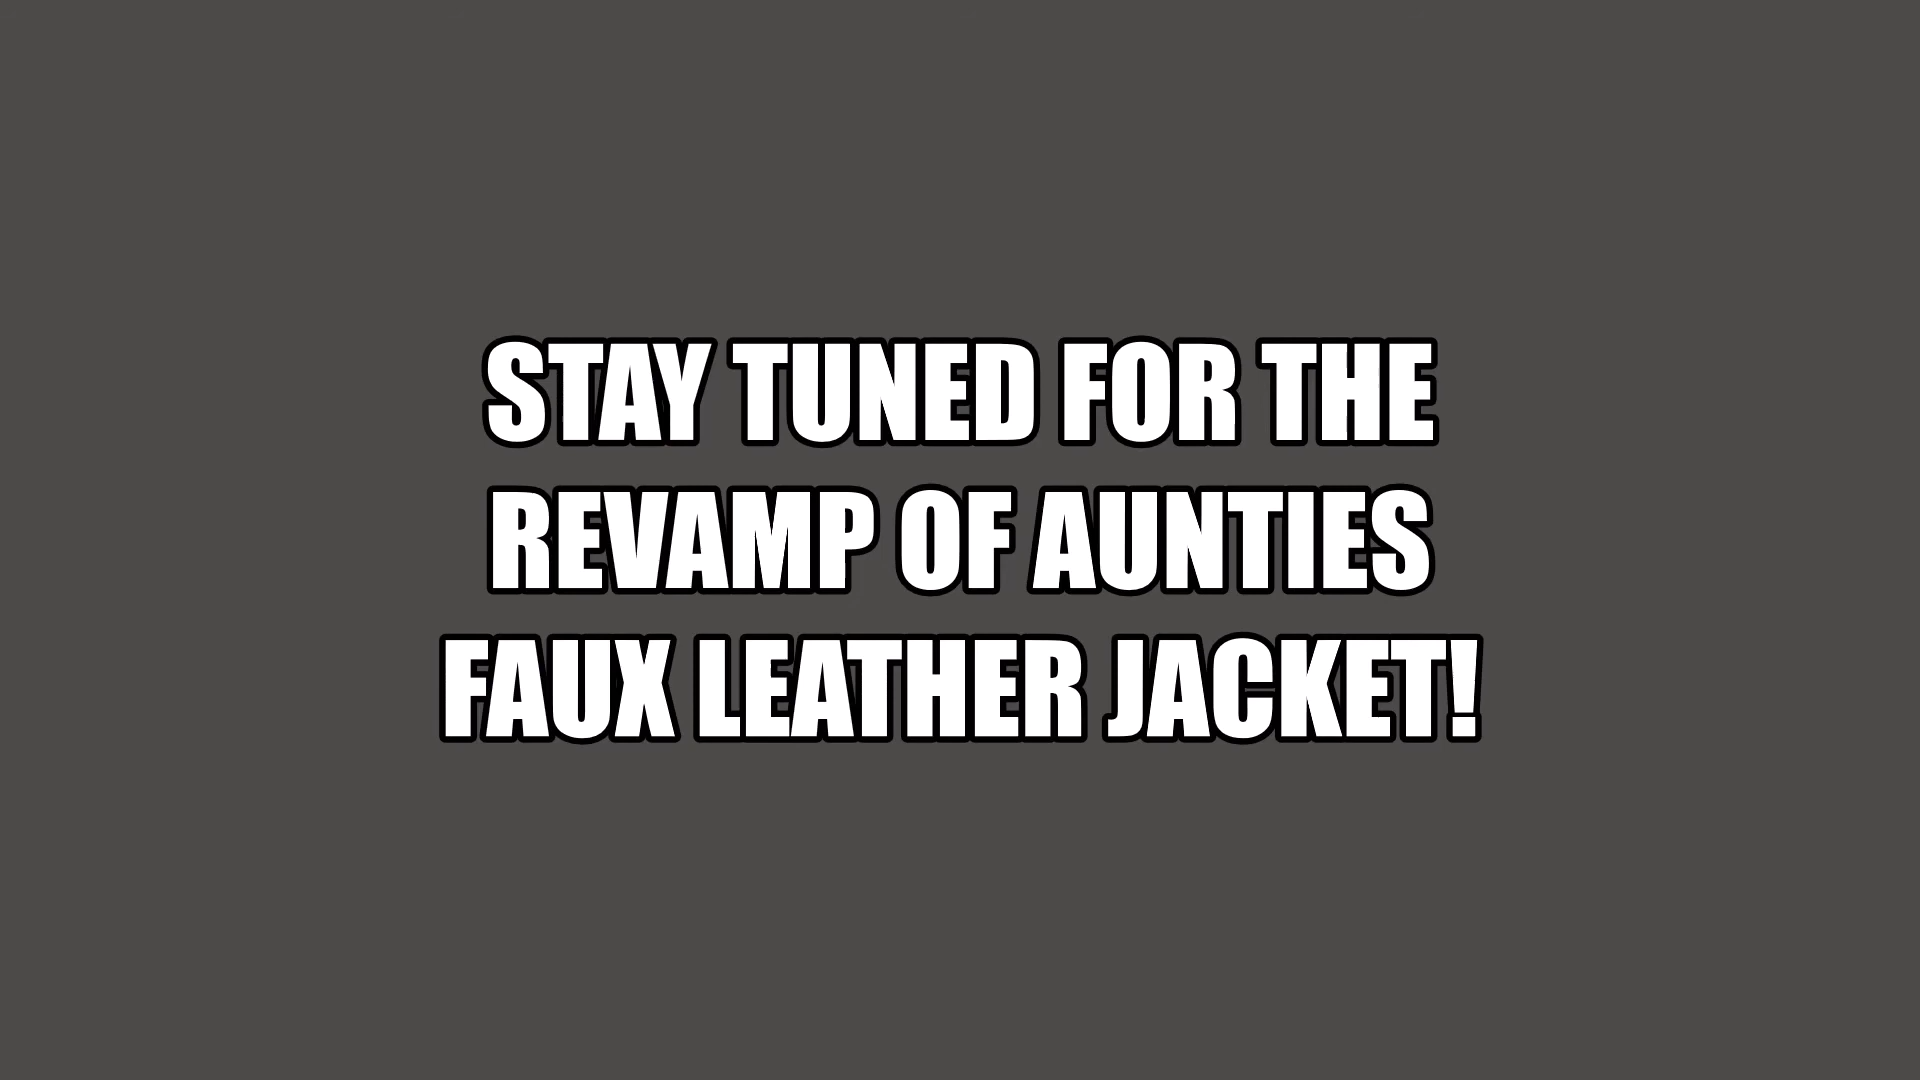 STAY TUNED FOR THE
REVAMP OF AUNTIES
FAUX LEATHER JACKET!